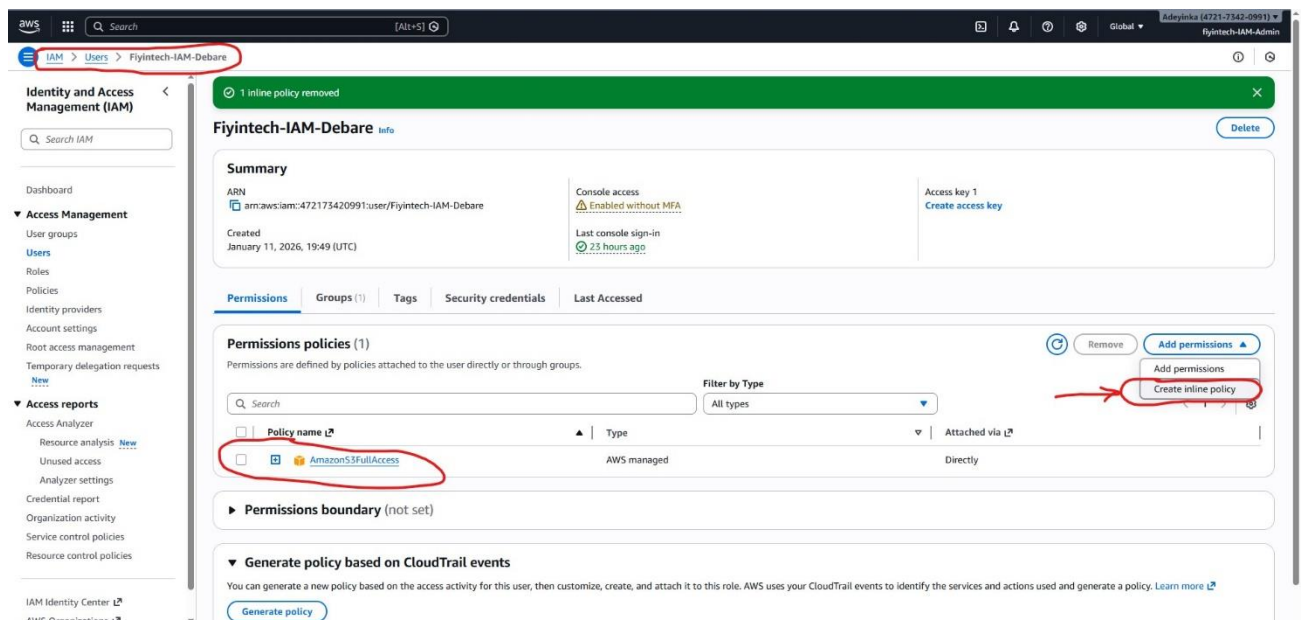 aws
Search
[Alt+S]
Global
Adeyinka (4721-7342-0991)
fiyintech-IAM-Admin
IAM > Users > Fiyintech-IAM-Debare
Identity and Access Management (IAM)
Search IAM
Dashboard
Access Management
User groups
Users
Roles
Policies
Identity providers
Account settings
Root access management
Temporary delegation requests
New
Access reports
Access Analyzer
Resource analysis New
Unused access
Analyzer settings
Credential report
Organization activity
Service control policies
Resource control policies
IAM Identity Center
AWS Organizations
1 inline policy removed
Fiyintech-IAM-Debare Info
Delete
Summary
ARN
arn:aws:iam::472173420991:user/Fiyintech-IAM-Debare
Console access
Enabled without MFA
Access key 1
Create access key
Created
January 11, 2026, 19:49 (UTC)
Last console sign-in
23 hours ago
Permissions
Groups (1)
Tags
Security credentials
Last Accessed
Permissions policies (1)
Remove
Add permissions
Permissions are defined by policies attached to the user directly or through groups.
Add permissions
Create inline policy
Filter by Type
Search
All types
1
Policy name
Type
Attached via
AmazonS3FullAccess
AWS managed
Directly
Permissions boundary (not set)
Generate policy based on CloudTrail events
You can generate a new policy based on the access activity for this user, then customize, create, and attach it to this role. AWS uses your CloudTrail events to identify the services and actions used and generate a policy. Learn more
Generate policy